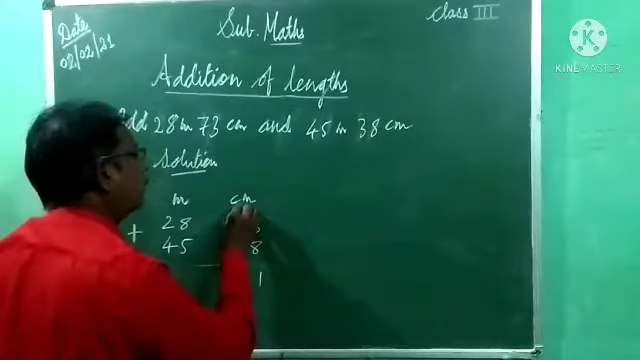 Date
02/02/21
Sub. Maths
Class III
KINEMASTER
Addition of lengths
Add 28 m 73 cm and 45 m 38 cm
Solution
m cm
28
+ 45 8
1